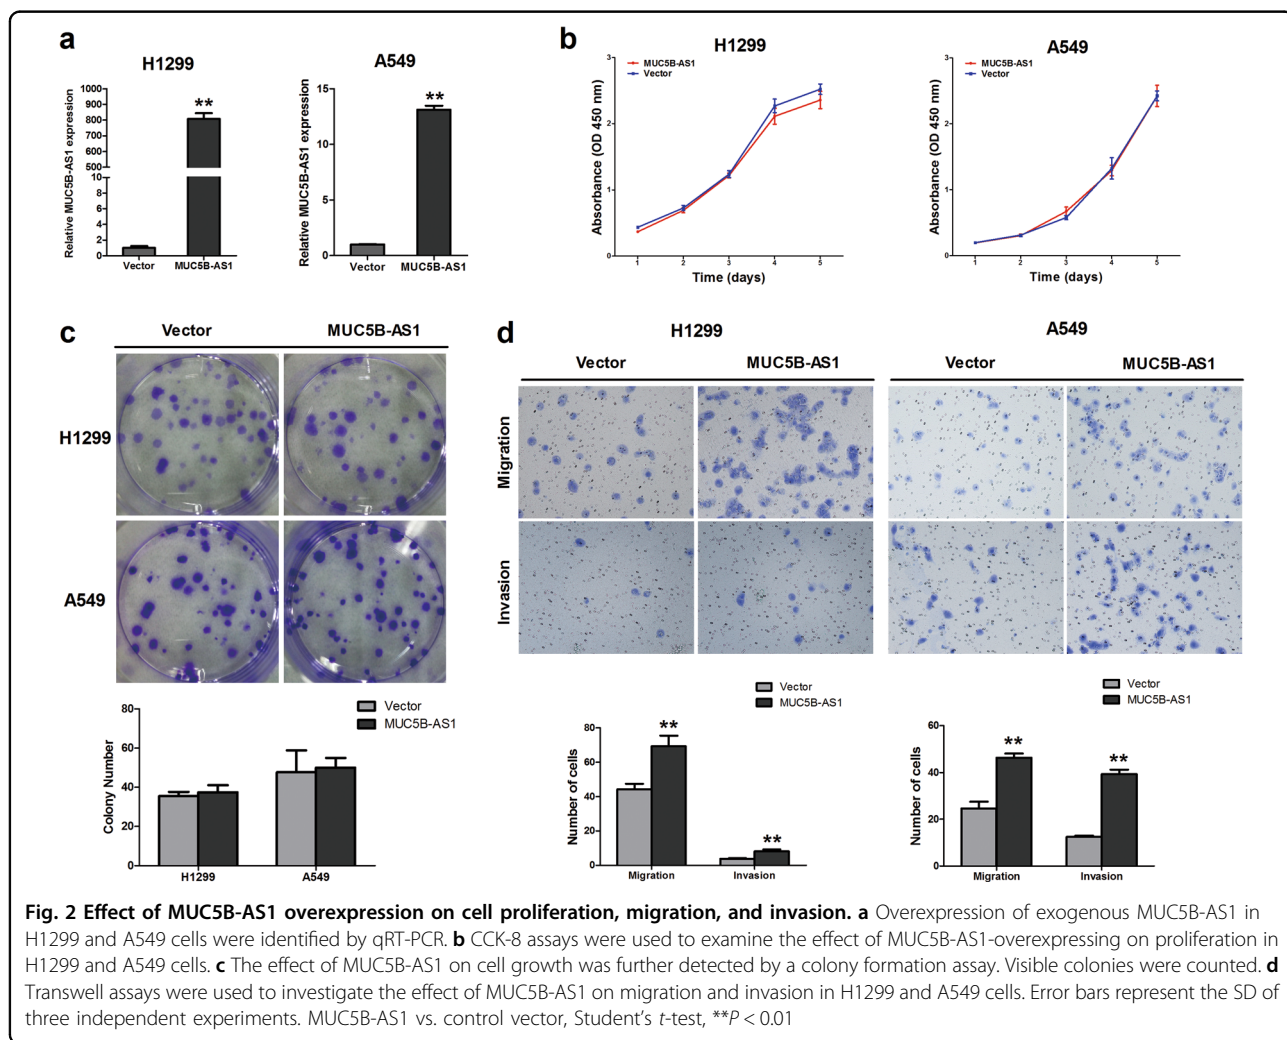 a
H1299
Relative MUC5B-AS1 expression
1000
900
800
700
600
500
10
8
6
4
2
0
**
Vector
MUC5B-AS1
A549
Relative MUC5B-AS1 expression
15
10
5
0
**
Vector
MUC5B-AS1
b
H1299
MUC5B-AS1
Vector
Absorbance (OD 450 nm)
3
2
1
0
1 2 3 4 5
Time (days)
A549
MUC5B-AS1
Vector
Absorbance (OD 450 nm)
3
2
1
0
1 2 3 4 5
Time (days)
c
Vector MUC5B-AS1
H1299
A549
Vector
MUC5B-AS1
Colony Number
80
60
40
20
0
H1299 A549
d
H1299
Vector MUC5B-AS1
A549
Vector MUC5B-AS1
Migration
Invasion
Vector
MUC5B-AS1
Number of cells
80
60
40
20
0
**
**
Migration Invasion
Vector
MUC5B-AS1
Number of cells
60
40
20
0
**
**
Migration Invasion
Fig. 2 Effect of MUC5B-AS1 overexpression on cell proliferation, migration, and invasion. a Overexpression of exogenous MUC5B-AS1 in
H1299 and A549 cells were identified by qRT-PCR. b CCK-8 assays were used to examine the effect of MUC5B-AS1-overexpressing on proliferation in
H1299 and A549 cells. c The effect of MUC5B-AS1 on cell growth was further detected by a colony formation assay. Visible colonies were counted. d
Transwell assays were used to investigate the effect of MUC5B-AS1 on migration and invasion in H1299 and A549 cells. Error bars represent the SD of
three independent experiments. MUC5B-AS1 vs. control vector, Student's t-test, **P < 0.01